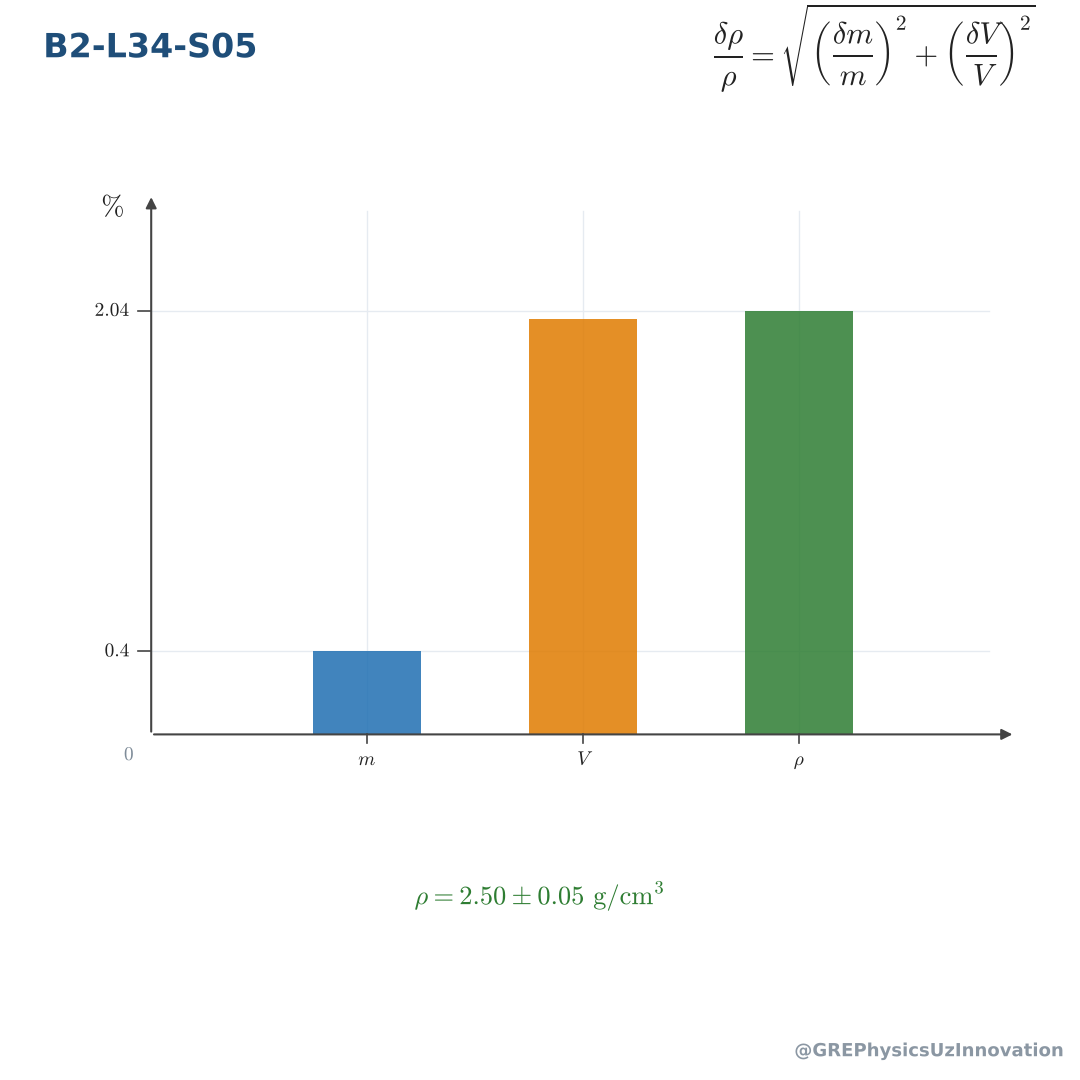 B2-L34-S05
δρ/ρ = √((δm/m)² + (δV/V)²)
%
2.04
0.4
0
m V ρ
ρ = 2.50 ± 0.05 g/cm³
@GREPhysicsUzInnovation